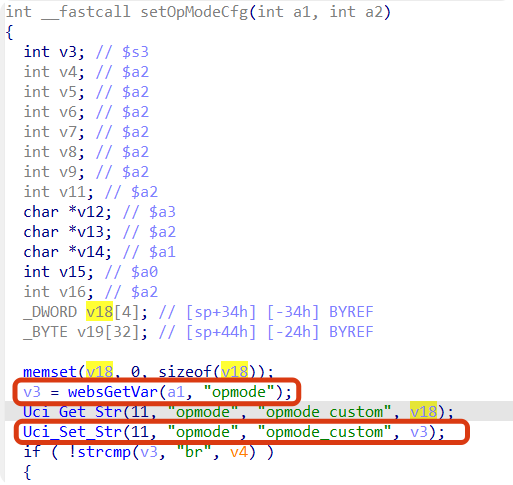 int __fastcall setOpModeCfg(int a1, int a2)
{
int v3; // $s3
int v4; // $a2
int v5; // $a2
int v6; // $a2
int v7; // $a2
int v8; // $a2
int v9; // $a2
int v11; // $a2
char *v12; // $a3
char *v13; // $a2
char *v14; // $a1
int v15; // $a0
int v16; // $a2
_DWORD v18[4]; // [sp+34h] [-34h] BYREF
_BYTE v19[32]; // [sp+44h] [-24h] BYREF
memset(v18, 0, sizeof(v18));
v3 = websGetVar(a1, "opmode");
Uci_Get_Str(11, "opmode", "opmode_custom", v18);
Uci_Set_Str(11, "opmode", "opmode_custom", v3);
if ( !strcmp(v3, "br", v4) )
{